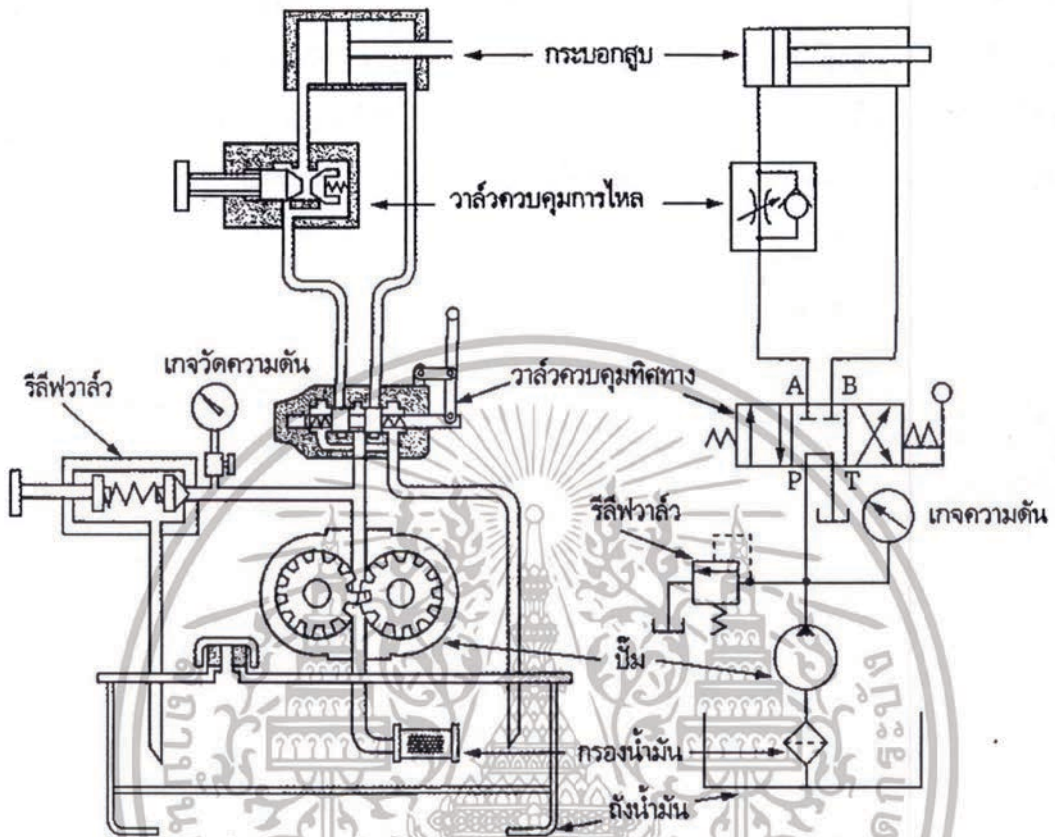 กระบอกสูบ
วาล์วควบคุมการไหล
เกจวัดความดัน
รีลีฟวาล์ว
วาล์วควบคุมทิศทาง
A B
P T
รีลีฟวาล์ว
เกจความดัน
ปั๊ม
กรองน้ำมัน
ถังน้ำมัน